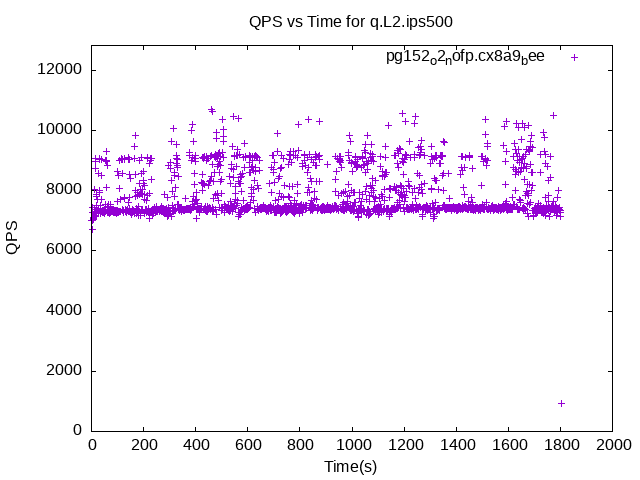 QPS vs Time for q.L2.ips500
pg152ₒ2ₙofp.cx8a9_bee
12000
10000
8000
6000
4000
2000
0
QPS
0 200 400 600 800 1000 1200 1400 1600 1800 2000
Time(s)